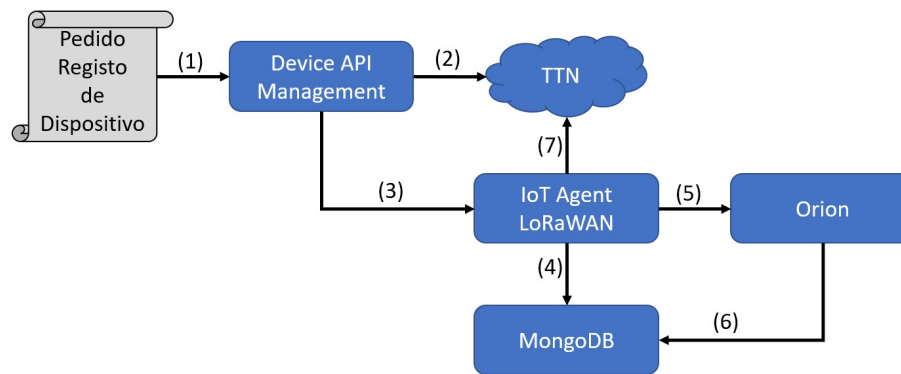 Pedido
Registo
de
Dispositivo
(1)
Device API
Management
(2)
TTN
(7)
(3)
IoT Agent
LoRaWAN
(5)
Orion
(4)
MongoDB
(6)